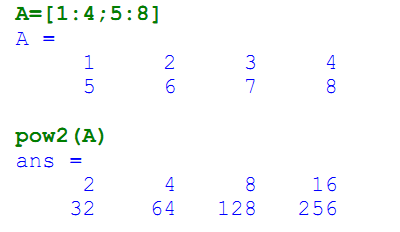 A=[1:4;5:8]
A =
1 2 3 4
5 6 7 8
pow2(A)
ans =
2 4 8 16
32 64 128 256